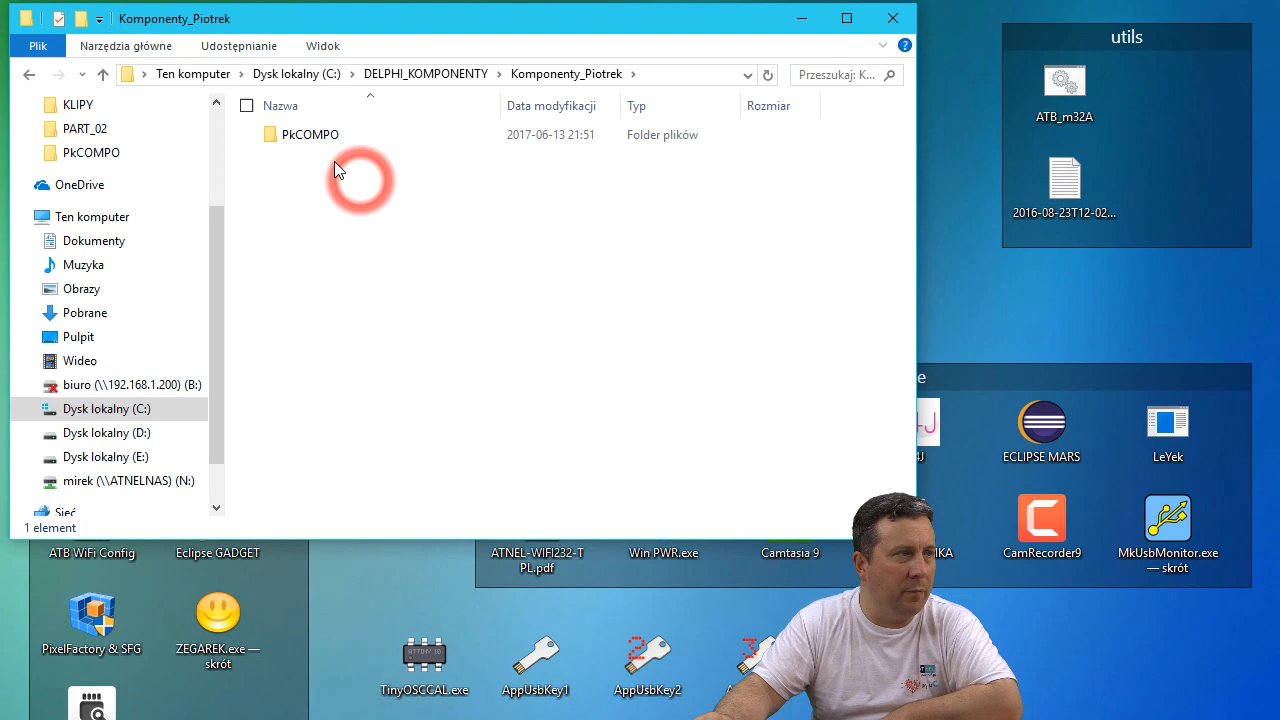 Komponenty_Piotrek
Plik
Narzędzia główne
Udostępnianie
Widok
Ten komputer
Dysk lokalny (C:)
DELPHI_KOMPONENTY
Komponenty_Piotrek
Przeszukaj: K...
KLIPY
PART_02
PkCOMPO
OneDrive
Ten komputer
Dokumenty
Muzyka
Obrazy
Pobrane
Pulpit
Wideo
biuro (\\192.168.1.200) (B:)
Dysk lokalny (C:)
Dysk lokalny (D:)
Dysk lokalny (E:)
mirek (\\ATNELNAS) (N:)
Sieć
Nazwa
Data modyfikacji
Typ
Rozmiar
PkCOMPO
2017-06-13 21:51
Folder plików
1 element
utils
ATB_m32A
2016-08-23T12-02...
e
ECLIPSE MARS
LeYek
ATB WiFi Config
Eclipse GADGET
ATNEL-WIFI232-T
PL.pdf
Win PWR.exe
Camtasia 9
CamRecorder9
MkUsbMonitor.exe
— skrót
PixelFactory & SFG
ZEGAREK.exe —
skrót
TinyOSCCAL.exe
AppUsbKey1
AppUsbKey2